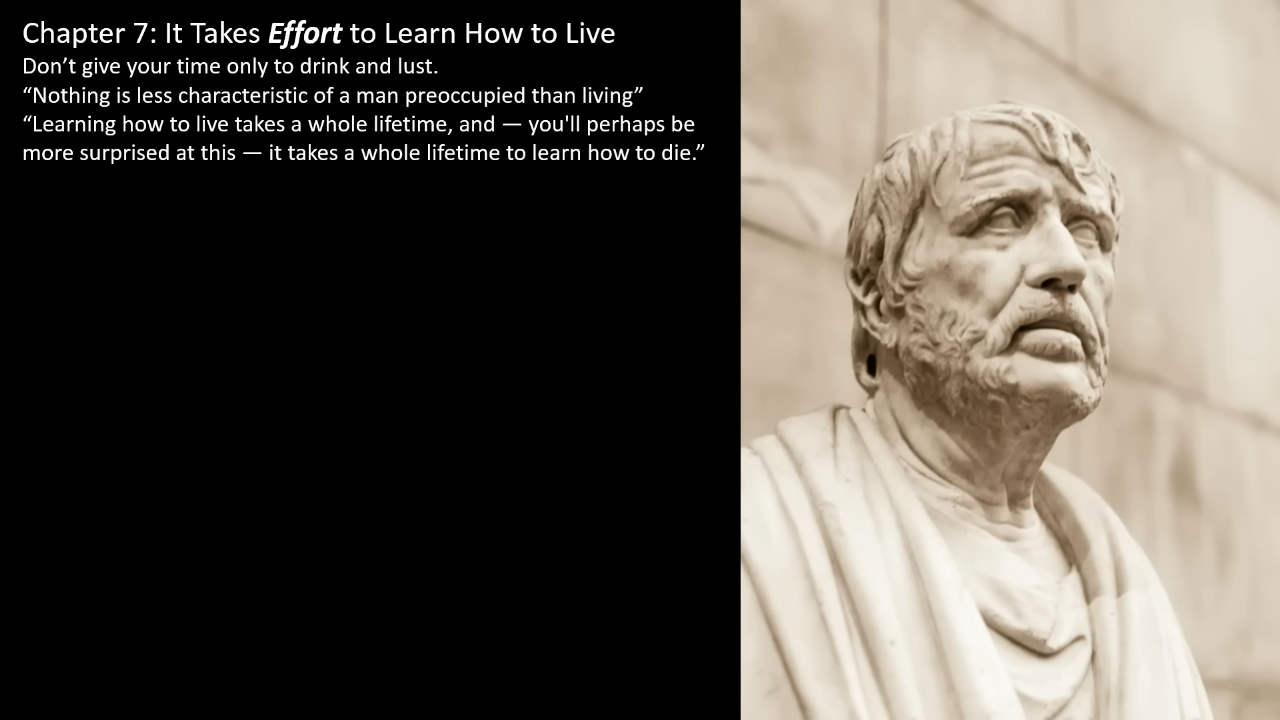 Chapter 7: It Takes Effort to Learn How to Live
Don’t give your time only to drink and lust.
“Nothing is less characteristic of a man preoccupied than living”
“Learning how to live takes a whole lifetime, and — you'll perhaps be
more surprised at this — it takes a whole lifetime to learn how to die.”